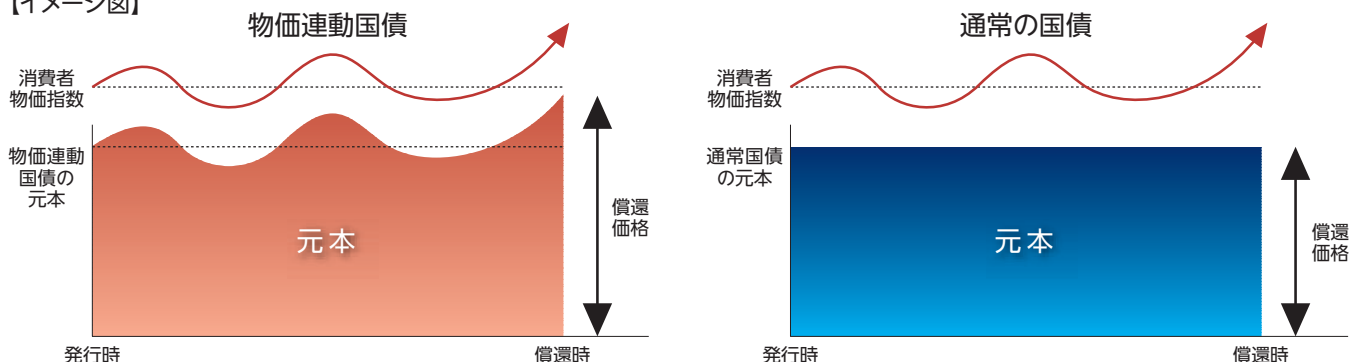 【イメージ図】
物価連動国債
消費者
物価指数
物価連動
国債の
元本
元本
償還
価格
発行時
償還時
通常の国債
消費者
物価指数
通常国債
の元本
元本
償還
価格
発行時
償還時